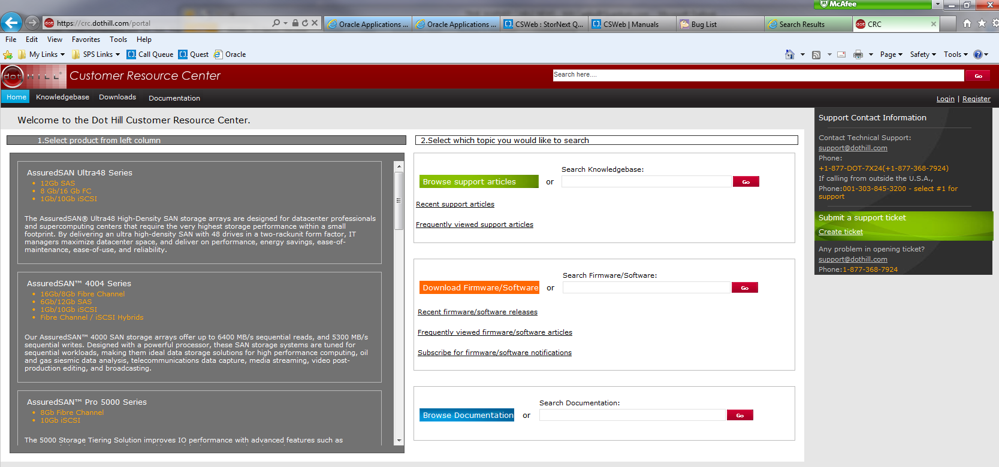 McAfee
https://crc.dothill.com/portal
Oracle Applications ...
Oracle Applications ...
CSWeb : StorNext Q...
CSWeb | Manuals
Bug List
Search Results
dot CRC
File Edit View Favorites Tools Help
My Links SPS Links Call Queue Quest Oracle
Page Safety Tools
dot HILL® Customer Resource Center
Search here....
Go
Home Knowledgebase Downloads Documentation
Login | Register
Welcome to the Dot Hill Customer Resource Center.
1.Select product from left column
AssuredSAN Ultra48 Series
12Gb SAS
8 Gb/16 Gb FC
1Gb/10Gb iSCSI
The AssuredSAN® Ultra48 High-Density SAN storage arrays are designed for datacenter professionals
and supercomputing centers that require the very highest storage performance within a small
footprint. By delivering an ultra high-density SAN with 48 drives in a two-rackunit form factor, IT
managers maximize datacenter space, and deliver on performance, energy savings, ease-of-
maintenance, ease-of-use, and reliability.
AssuredSAN™ 4004 Series
16Gb/8Gb Fibre Channel
6Gb/12Gb SAS
1Gb/10Gb iSCSI
Fibre Channel / iSCSI Hybrids
Our AssuredSAN™ 4000 SAN storage arrays offer up to 6400 MB/s sequential reads, and 5300 MB/s
sequential writes. Designed with a powerful processor, these SAN storage systems are tuned for
sequential workloads, making them ideal data storage solutions for high performance computing, oil
and gas siesmic data analysis, telecommunications data capture, media streaming, video post-
production editing, and broadcasting.
AssuredSAN™ Pro 5000 Series
8Gb Fibre Channel
10Gb iSCSI
The 5000 Storage Tiering Solution improves IO performance with advanced features such as
2.Select which topic you would like to search
Search Knowledgebase:
Browse support articles or Go
Recent support articles
Frequently viewed support articles
Search Firmware/Software:
Download Firmware/Software or Go
Recent firmware/software releases
Frequently viewed firmware/software articles
Subscribe for firmware/software notifications
Search Documentation:
Browse Documentation or Go
Support Contact Information
Contact Technical Support:
support@dothill.com
Phone:
+1-877-DOT-7X24(+1-877-368-7924)
If calling from outside the U.S.A.,
Phone:001-303-845-3200 - select #1 for
support
Submit a support ticket
Create ticket
Any problem in opening ticket?
support@dothill.com
Phone:1-877-368-7924